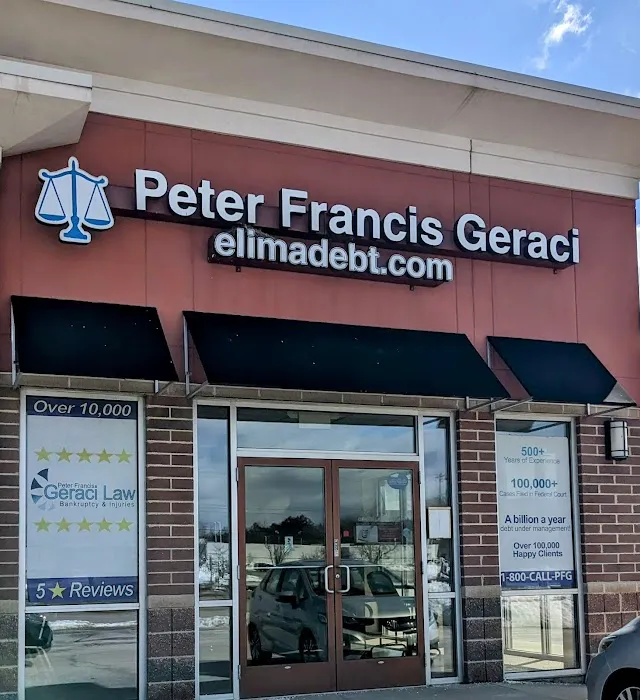 Peter Francis Geraci
elimadebt.com
Over 10,000
Peter Francis
Geraci Law
Bankruptcy & Injuries
5 Reviews
500+
Years of Experience
100,000+
Cases Filed in Federal Court
A billion a year
debt under management
Over 100,000
Happy Clients
1-800-CALL-PFG